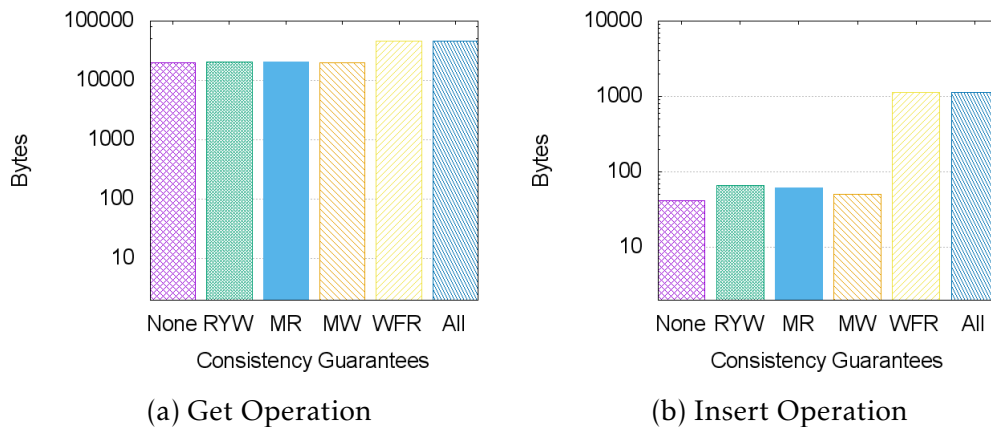 100000
10000
1000
100
10
Bytes
None RYW MR MW WFR All
Consistency Guarantees
(a) Get Operation
10000
1000
100
10
Bytes
None RYW MR MW WFR All
Consistency Guarantees
(b) Insert Operation